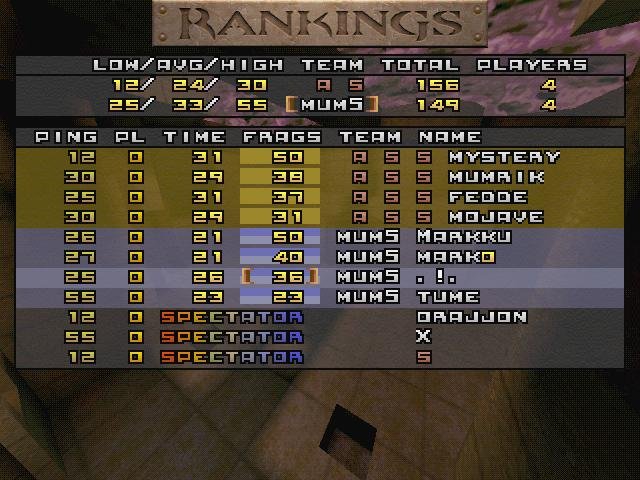 RANKINGS
LOW/AVG/HIGH TEAM TOTAL PLAYERS
12/ 24/ 30 A S 156 4
25/ 33/ 55 [MUMS] 149 4
PING PL TIME FRAGS TEAM NAME
12 0 31 50 A S S MYSTERY
30 0 29 38 A S S MUMRIK
25 0 31 37 A S S FEDDE
30 0 29 31 A S S MOJAVE
26 0 21 50 MUMS MARKKU
27 0 21 40 MUMS MARKO
25 0 26 [ 36 ] MUMS . ! .
55 0 23 23 MUMS TUME
12 0 SPECTATOR DRAJJON
55 0 SPECTATOR X
12 0 SPECTATOR S